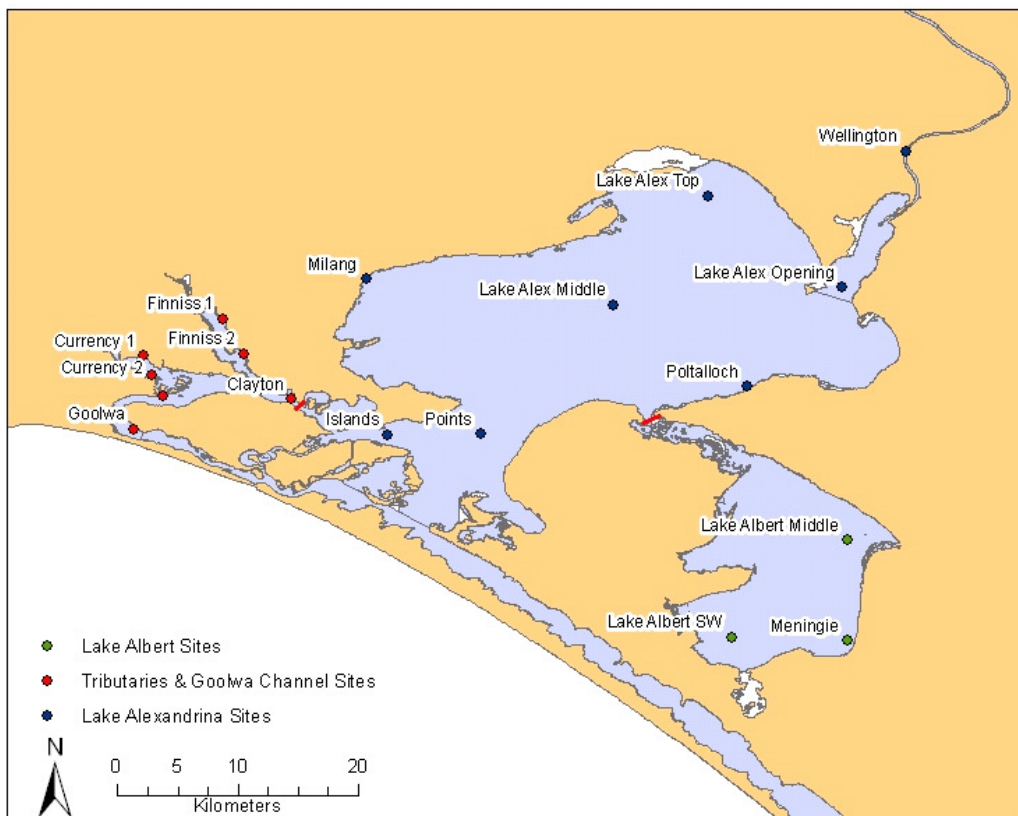 Wellington
Lake Alex Top
Milang
Lake Alex Opening
Lake Alex Middle
Finniss 1
Finniss 2
Currency 1
Currency 2
Poltalloch
Clayton
Goolwa
Islands
Points
Lake Albert Middle
Lake Albert SW
Meningie
Lake Albert Sites
Tributaries & Goolwa Channel Sites
Lake Alexandrina Sites
N
0 5 10 20
Kilometers